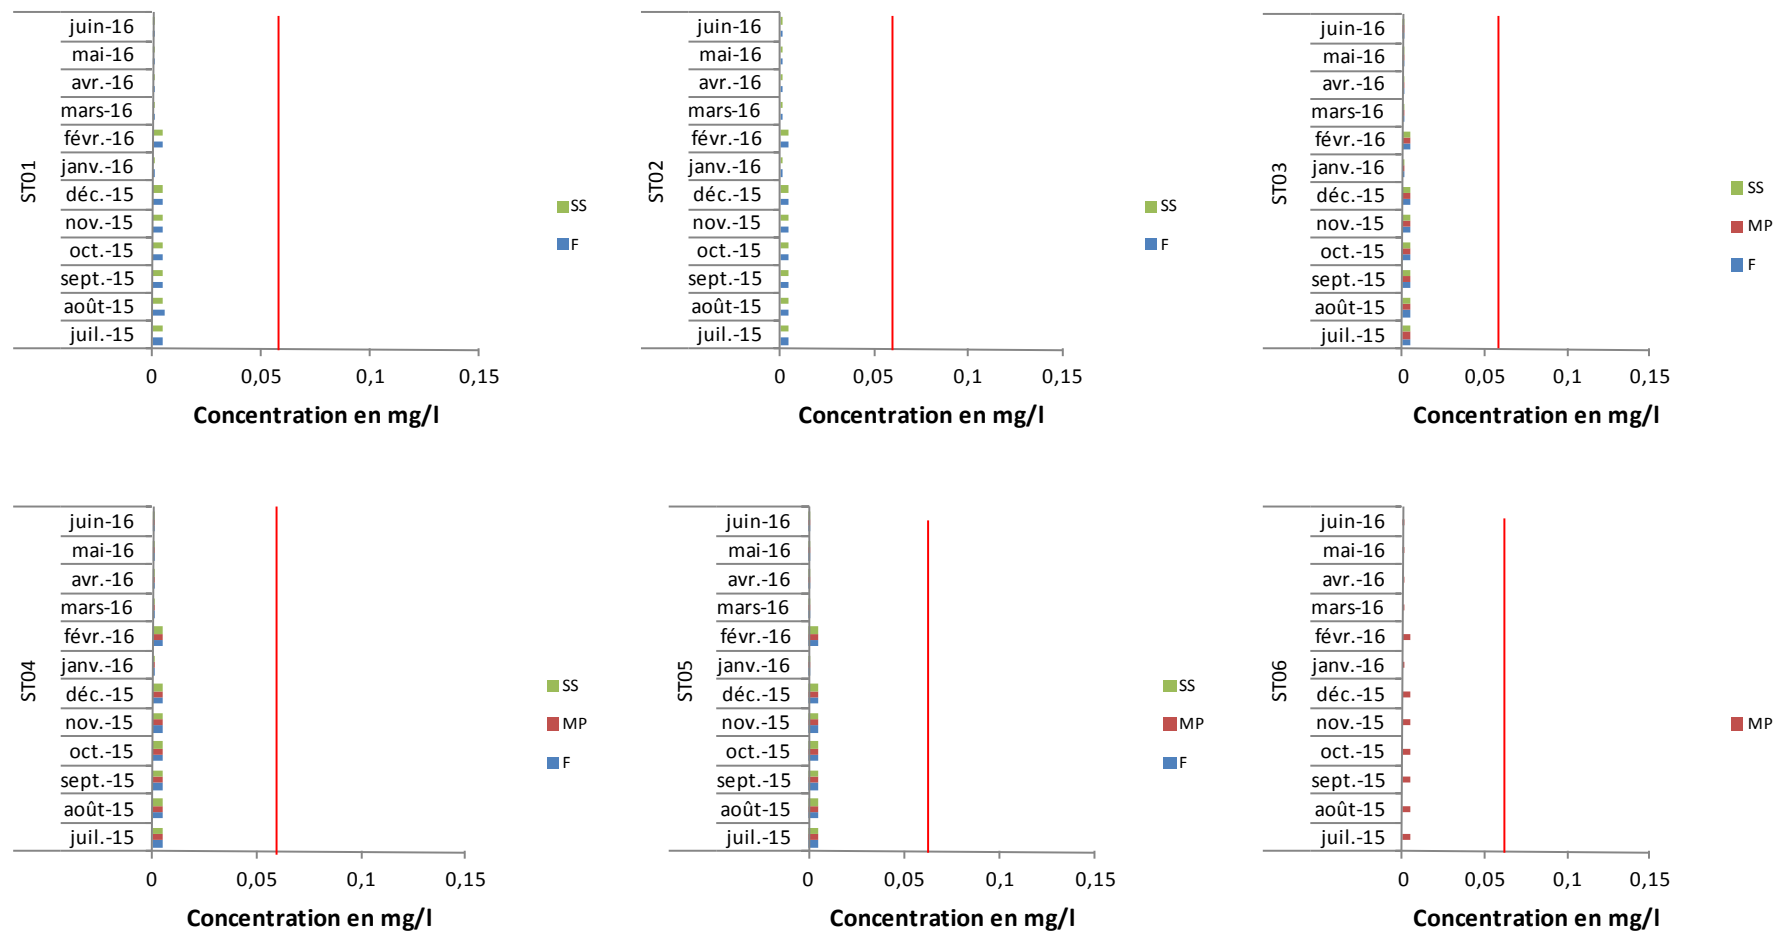 ST01
juin-16
mai-16
avr.-16
mars-16
févr.-16
janv.-16
déc.-15
nov.-15
oct.-15
sept.-15
août-15
juil.-15
0 0,05 0,1 0,15
Concentration en mg/l
SS
F
ST02
juin-16
mai-16
avr.-16
mars-16
févr.-16
janv.-16
déc.-15
nov.-15
oct.-15
sept.-15
août-15
juil.-15
0 0,05 0,1 0,15
Concentration en mg/l
SS
F
ST03
juin-16
mai-16
avr.-16
mars-16
févr.-16
janv.-16
déc.-15
nov.-15
oct.-15
sept.-15
août-15
juil.-15
0 0,05 0,1 0,15
Concentration en mg/l
SS
MP
F
ST04
juin-16
mai-16
avr.-16
mars-16
févr.-16
janv.-16
déc.-15
nov.-15
oct.-15
sept.-15
août-15
juil.-15
0 0,05 0,1 0,15
Concentration en mg/l
SS
MP
F
ST05
juin-16
mai-16
avr.-16
mars-16
févr.-16
janv.-16
déc.-15
nov.-15
oct.-15
sept.-15
août-15
juil.-15
0 0,05 0,1 0,15
Concentration en mg/l
SS
MP
F
ST06
juin-16
mai-16
avr.-16
mars-16
févr.-16
janv.-16
déc.-15
nov.-15
oct.-15
sept.-15
août-15
juil.-15
0 0,05 0,1 0,15
Concentration en mg/l
MP